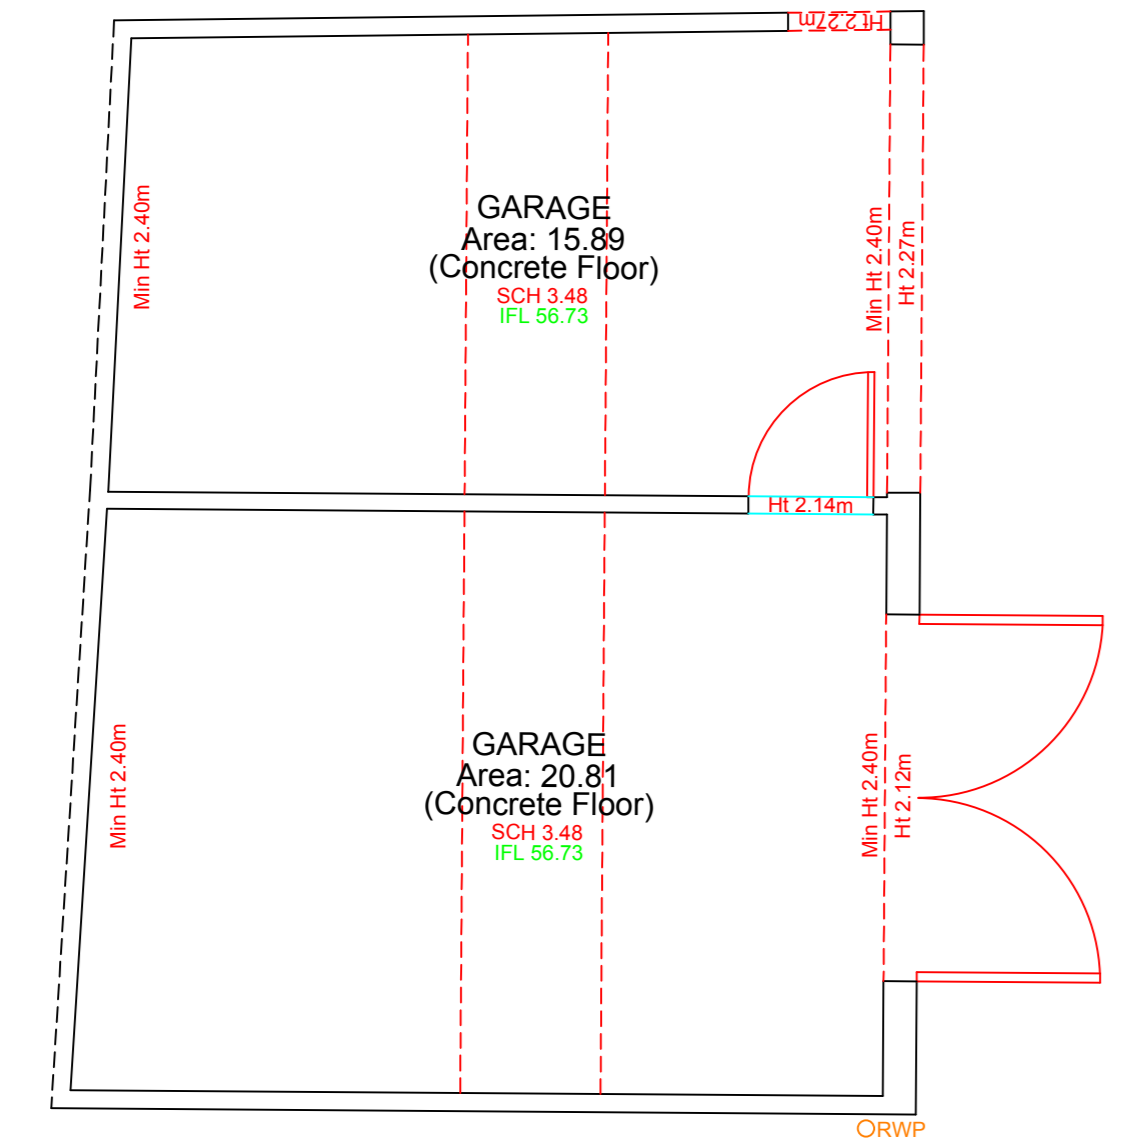 Ht 2.27m
Min Ht 2.40m
GARAGE
Area: 15.89
(Concrete Floor)
SCH 3.48
IFL 56.73
Min Ht 2.40m
Ht 2.27m
Ht 2.14m
Min Ht 2.40m
GARAGE
Area: 20.81
(Concrete Floor)
SCH 3.48
IFL 56.73
Min Ht 2.40m
Ht 2.12m
RWP